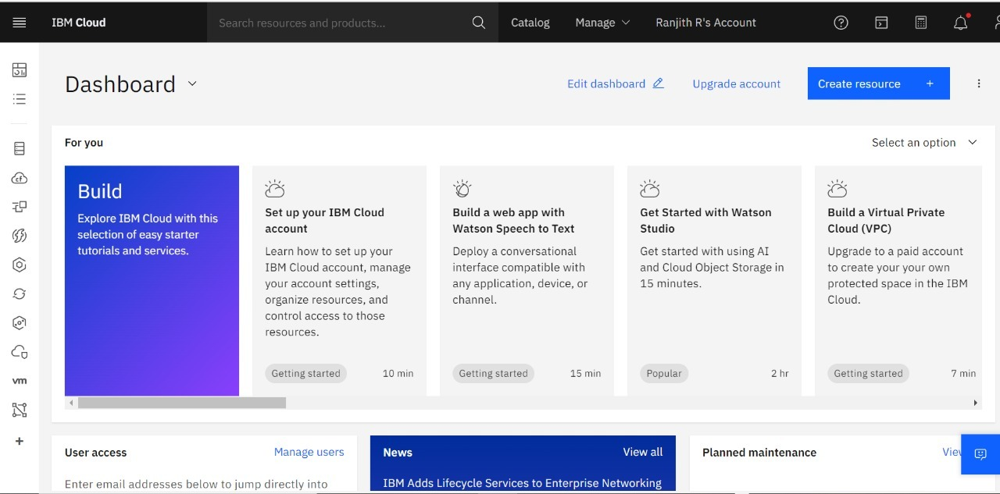 IBM Cloud
Search resources and products...
Catalog
Manage
Ranjith R's Account
Dashboard
Edit dashboard
Upgrade account
Create resource +
For you
Select an option
Build
Explore IBM Cloud with this
selection of easy starter
tutorials and services.
Set up your IBM Cloud
account
Learn how to set up your
IBM Cloud account, manage
your account settings,
organize resources, and
control access to those
resources.
Getting started
10 min
Build a web app with
Watson Speech to Text
Deploy a conversational
interface compatible with
any application, device, or
channel.
Getting started
15 min
Get Started with Watson
Studio
Get started with using AI
and Cloud Object Storage in
15 minutes.
Popular
2 hr
Build a Virtual Private
Cloud (VPC)
Upgrade to a paid account
to create your your own
protected space in the IBM
Cloud.
Getting started
7 min
vm
User access
Manage users
Enter email addresses below to jump directly into
News
View all
IBM Adds Lifecycle Services to Enterprise Networking
Planned maintenance